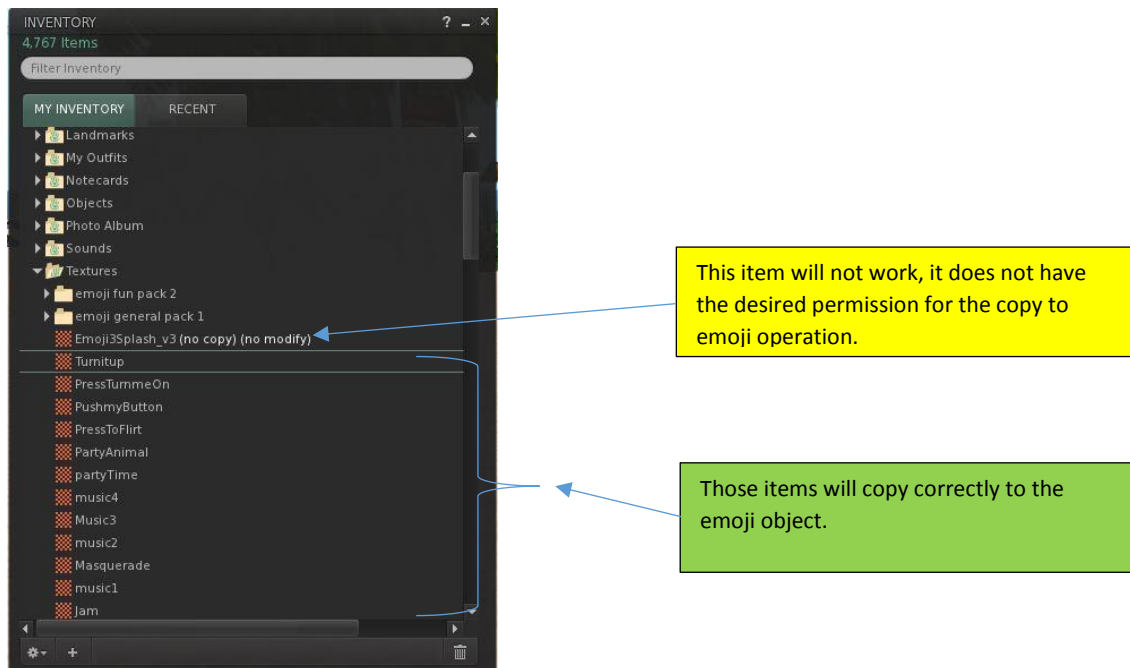 INVENTORY ? _ ×
4,767 Items
Filter Inventory
MY INVENTORY RECENT
Landmarks
My Outfits
Notecards
Objects
Photo Album
Sounds
Textures
emoji fun pack 2
emoji general pack 1
Emoji3Splash_v3 (no copy) (no modify)
Turnitup
PressTurnmeOn
PushmyButton
PressToFlirt
PartyAnimal
partyTime
music4
Music3
music2
Masquerade
music1
Jam
This item will not work, it does not have
the desired permission for the copy to
emoji operation.
Those items will copy correctly to the
emoji object.